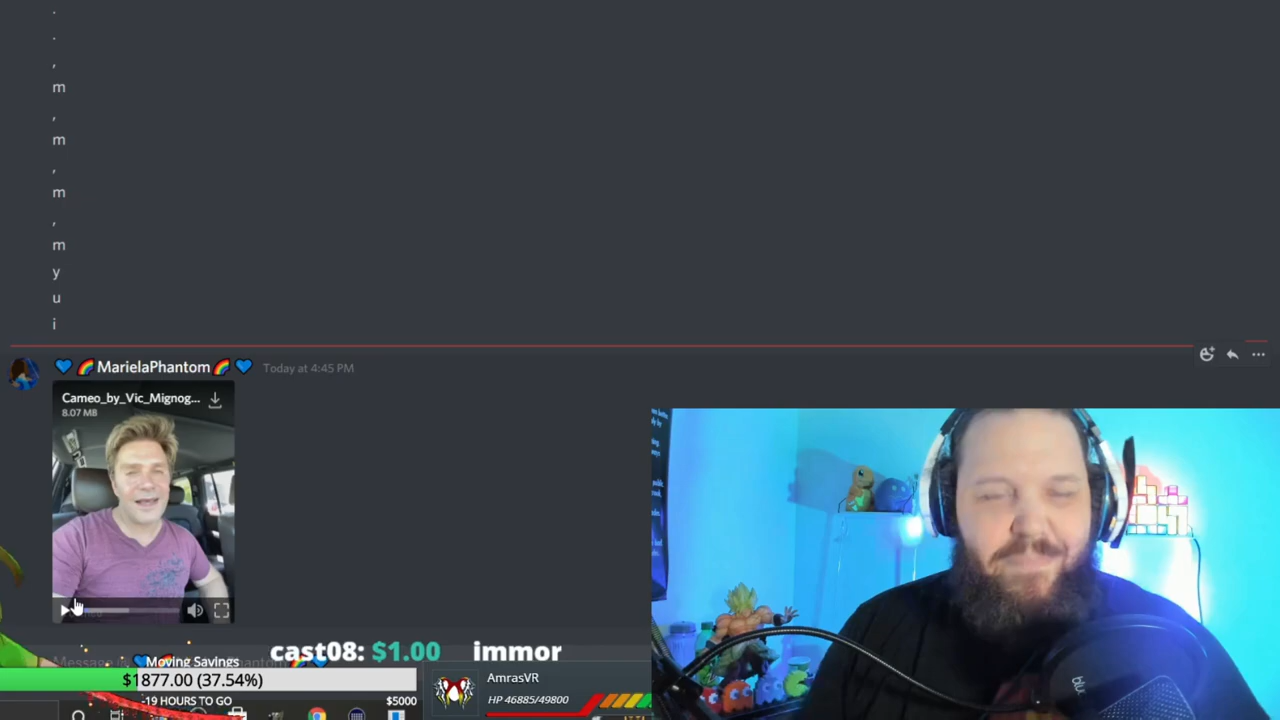 .
.
,
m
,
m
,
m
,
m
y
u
i
MarielaPhantom
Today at 4:45 PM
Cameo_by_Vic_Mignog...
8.07 MB
cast08: $1.00 immor
Moving Savings
$1877.00 (37.54%)
-19 HOURS TO GO
$5000
AmrasVR
HP 46885/49800
blu